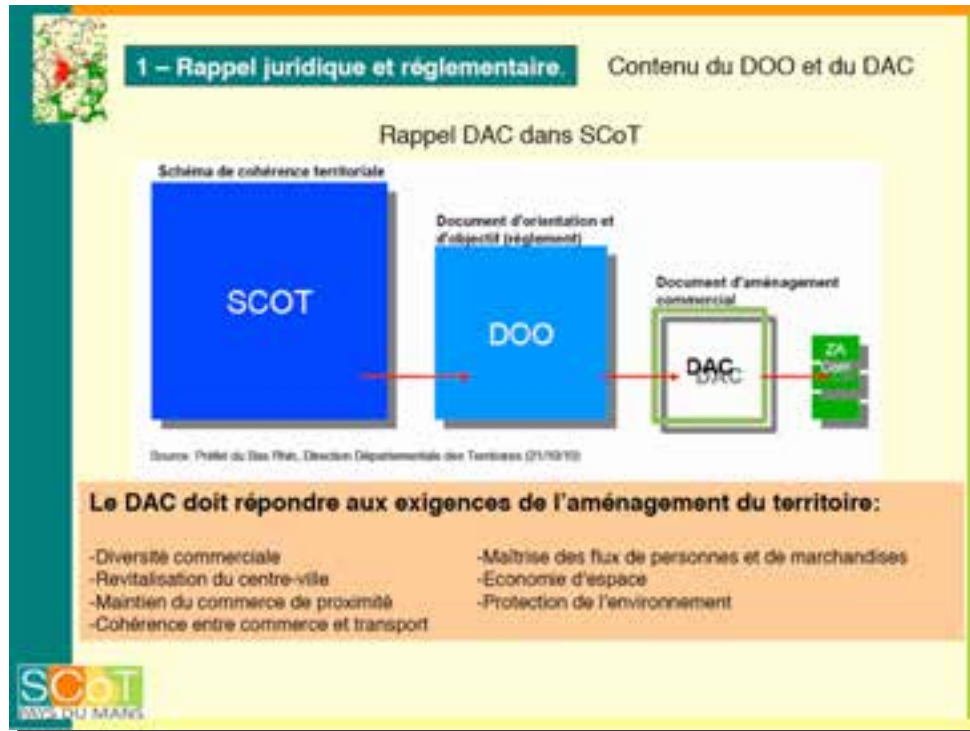 1 – Rappel juridique et réglementaire.
Contenu du DOO et du DAC
Rappel DAC dans SCoT
Schéma de cohérence territoriale
SCOT
Document d'orientation et
d'objectif (règlement)
DOO
Document d'aménagement
commercial
DAC
DAC
ZA
Source: Préfet du Bas Rhin, Direction Départementale des Territoires (21/10/10)
Le DAC doit répondre aux exigences de l'aménagement du territoire:
-Diversité commerciale
-Revitalisation du centre-ville
-Maintien du commerce de proximité
-Cohérence entre commerce et transport
-Maîtrise des flux de personnes et de marchandises
-Economie d'espace
-Protection de l'environnement
SCoT
PAYS DU MANS